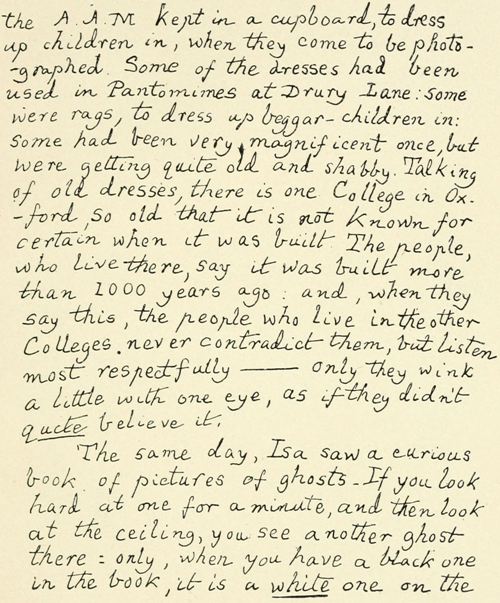 the A.A.M kept in a cupboard, to dress
up children in, when they come to be photo-
-graphed. Some of the dresses had been
used in Pantomimes at Drury Lane: some
were rags, to dress up beggar-children in:
some had been very magnificent once, but
were getting quite old and shabby. Talking
of old dresses, there is one College in Ox-
-ford, so old that it is not known for
certain when it was built. The people,
who live there, say it was built more
than 1000 years ago: and, when they
say this, the people who live in the other
Colleges. never contradict them, but listen
most respectfully —— only they wink
a little with one eye, as if they didn't
quite believe it.
The same day, Isa saw a curious
book of pictures of ghosts. If you look
hard at one for a minute, and then look
at the ceiling, you see another ghost
there: only, when you have a black one
in the book, it is a white one on the